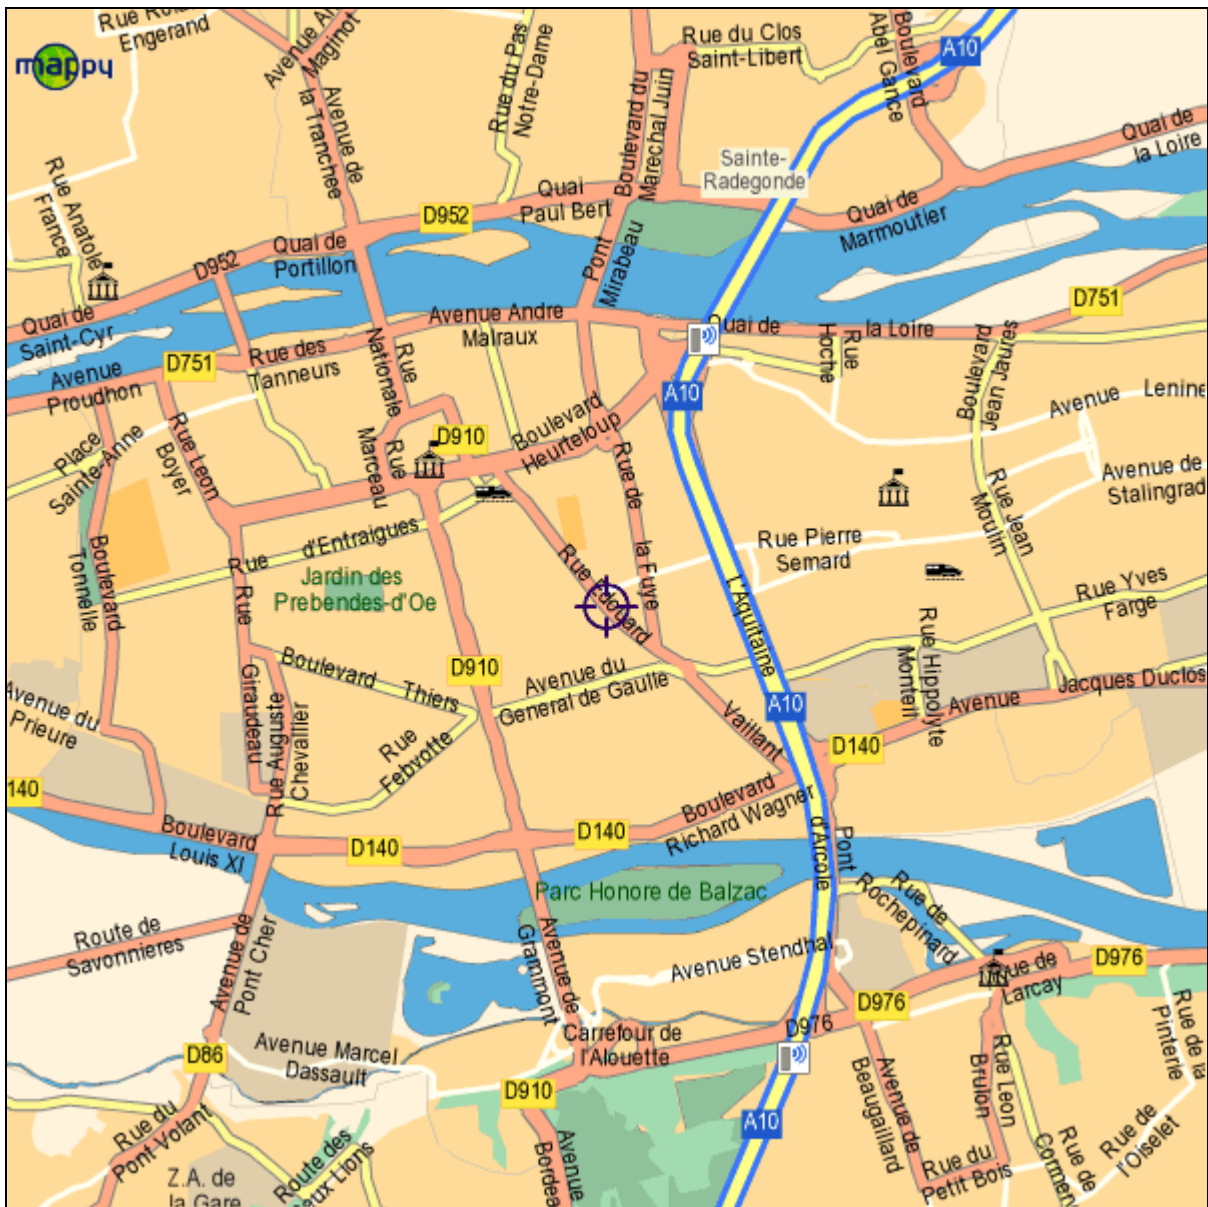 mappy
Rue
Engerand
Avenue
Maginot
Rue du Pas
Notre-Dame
Boulevard du
Marechal Juin
Rue du Clos
Saint-Libert
Boulevard
Abel Gance
A10
Quai de
la Loire
Avenue de
la Tranchee
Rue Anatole
France
Sainte-
Radegonde
Quai
Paul Bert
D952
Quai de
Marmoutier
D952
Quai de
Portillon
Pont
Mirabeau
Quai de
Saint-Cyr
Avenue Andre
Malraux
Quai de
la Loire
D751
Avenue
Proudhon
D751
Rue des
Tanneurs
Rue
Nationale
Rue
Hoche
Boulevard
Jean Jaures
A10
Avenue Lenine
Place
Sainte-Anne
Rue Leon
Boyer
Rue
Marceau
D910
Boulevard
Heurteloup
Rue de
la Fuye
Avenue de
Stalingrad
Rue Jean
Moulin
Rue d'Entraigues
Rue Pierre
Semard
Boulevard
Tonnelle
Jardin des
Prebendes-d'Oe
Rue Edouard
Vaillant
L'Aquitaine
Rue Yves
Farge
Rue
Giraudeau
Boulevard Thiers
D910
Avenue du
General de Gaulle
Rue Hippolyte
Monteil
Avenue Jacques Duclos
Avenue du
Prieure
Rue Auguste
Chevallier
Rue
Febvotte
A10
D140
140
Boulevard
Louis XI
D140
D140
Boulevard
Richard Wagner
Pont
d'Arcole
Parc Honore de Balzac
Rue de
Rochepinard
Route de
Savonnieres
Avenue de
Pont Cher
Avenue de
Grammont
Avenue Stendhal
Rue de
Larcay
D976
D976
D976
Carrefour de
l'Alouette
Avenue Marcel
Dassault
D86
D910
Rue du
Pont-Volant
A10
Avenue de
Beaugaillard
Rue Leon
Brulon
Rue de la
Pinterie
Rue de
l'Oiselet
Rue de
Cormery
Rue du
Petit Bois
Z.A. de
la Gare
Route des
Lions
Avenue